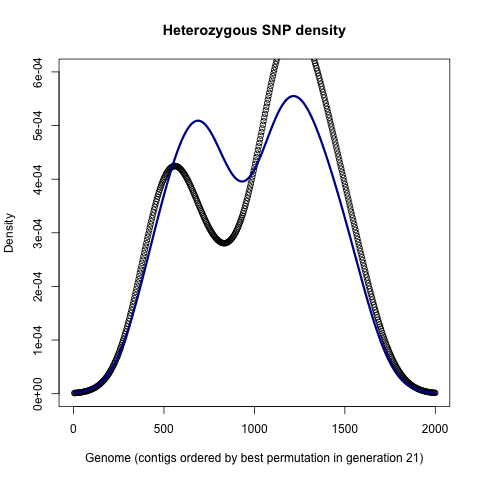 Heterozygous SNP density
6e-04
5e-04
4e-04
3e-04
2e-04
1e-04
0e+00
Density
0 500 1000 1500 2000
Genome (contigs ordered by best permutation in generation 21)